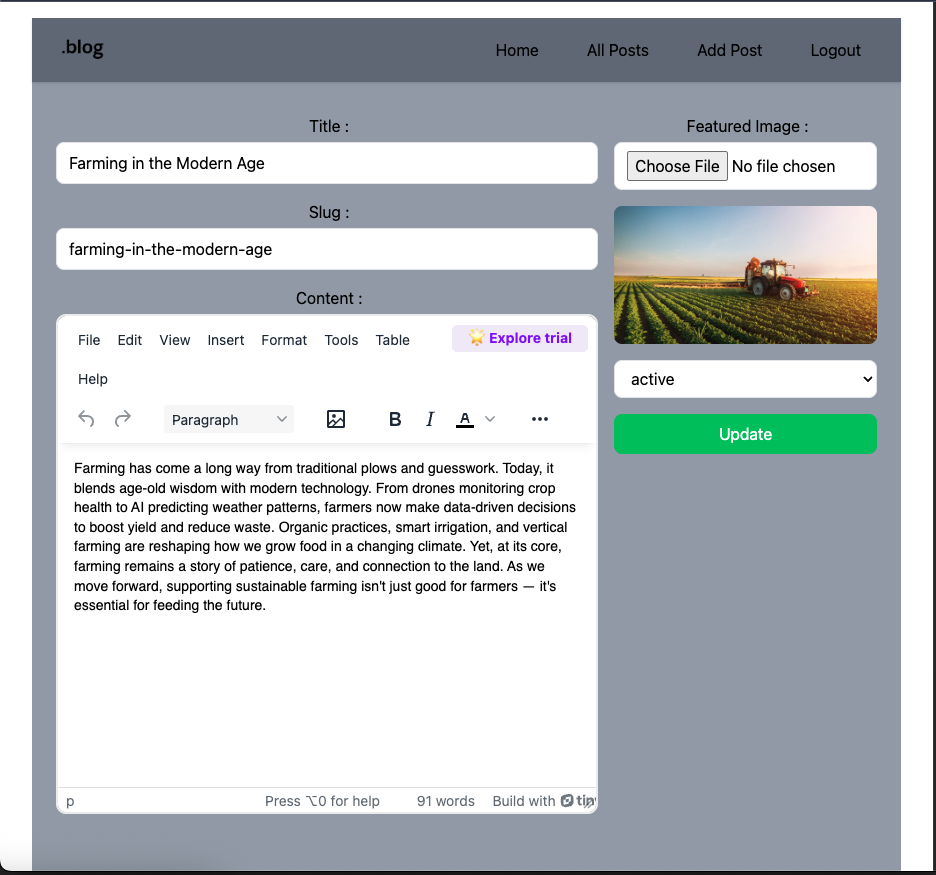 .blog
Home
All Posts
Add Post
Logout
Title :
Farming in the Modern Age
Slug :
farming-in-the-modern-age
Content :
File Edit View Insert Format Tools Table
Explore trial
Help
Paragraph
B I A
Farming has come a long way from traditional plows and guesswork. Today, it
blends age-old wisdom with modern technology. From drones monitoring crop
health to AI predicting weather patterns, farmers now make data-driven decisions
to boost yield and reduce waste. Organic practices, smart irrigation, and vertical
farming are reshaping how we grow food in a changing climate. Yet, at its core,
farming remains a story of patience, care, and connection to the land. As we
move forward, supporting sustainable farming isn't just good for farmers — it's
essential for feeding the future.
p
Press ⌥0 for help
91 words
Build with
Featured Image :
Choose File No file chosen
active
Update